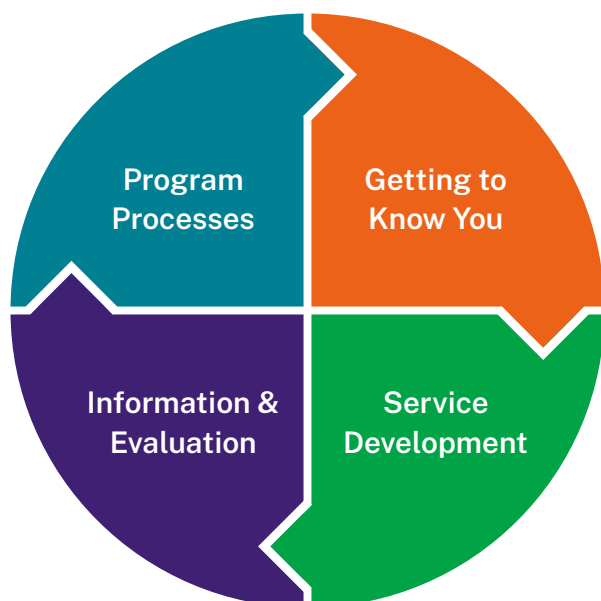 Program
Processes
Getting to
Know You
Information &
Evaluation
Service
Development